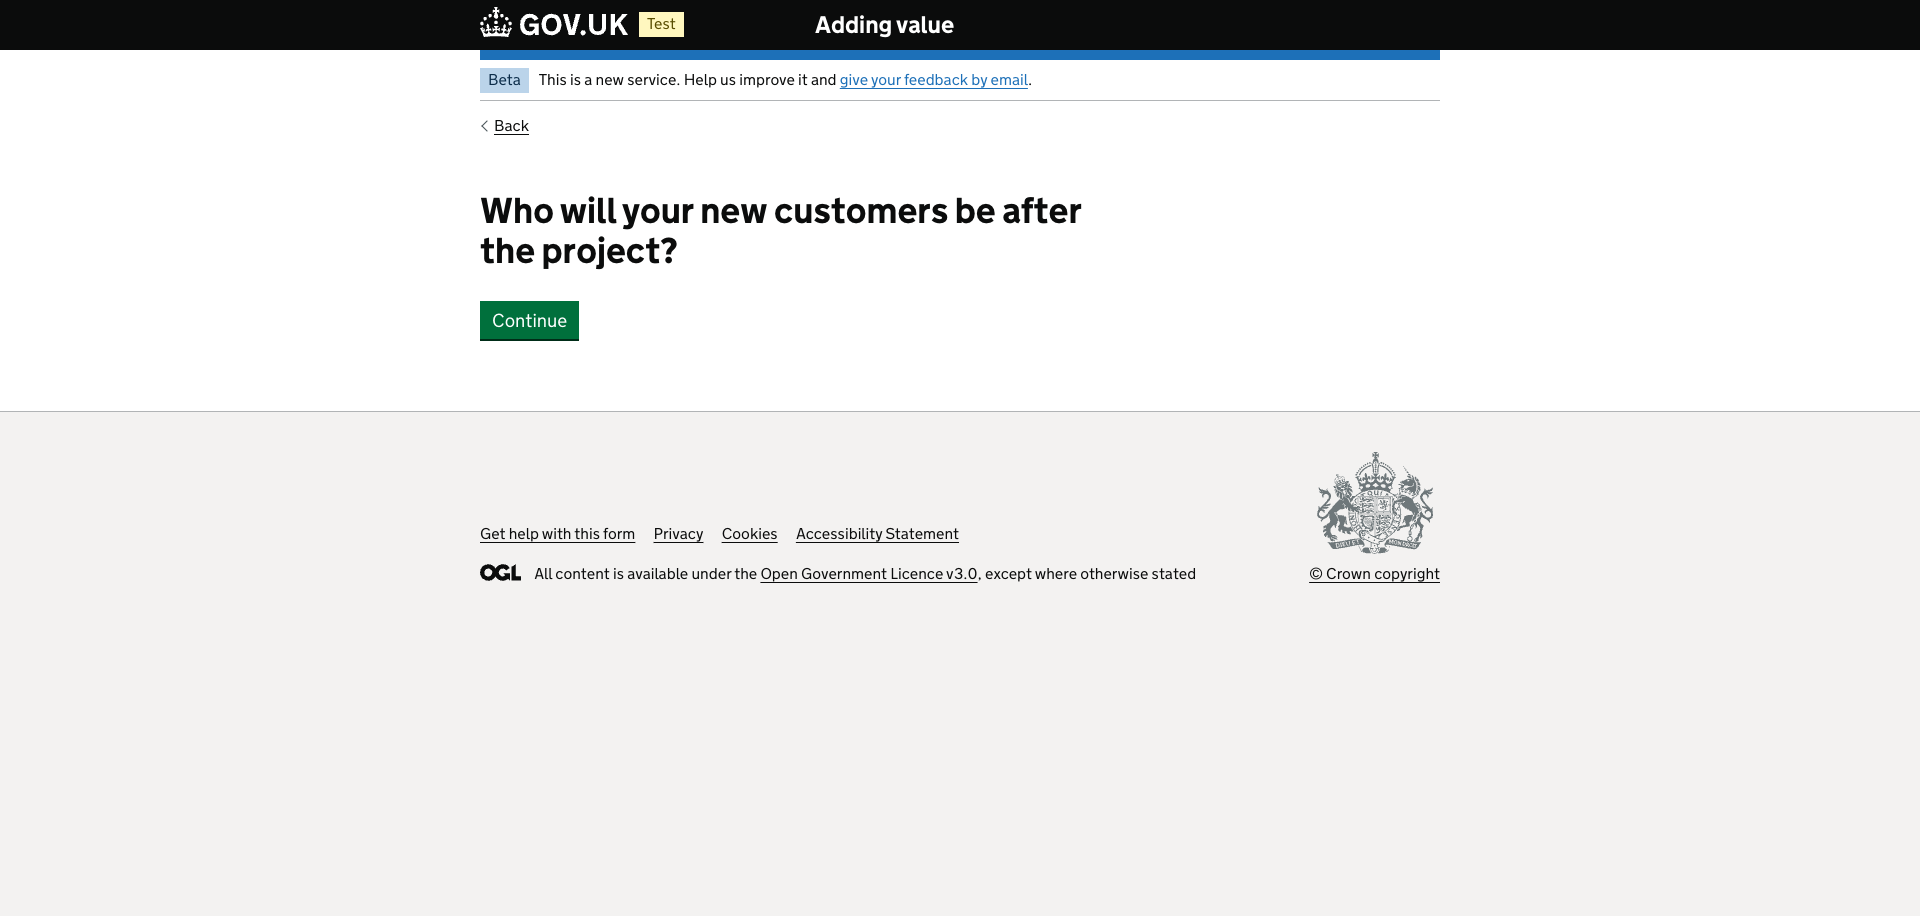 GOV.UK Test Adding value
Beta This is a new service. Help us improve it and give your feedback by email.
Back
Who will your new customers be after
the project?
Continue
Get help with this form Privacy Cookies Accessibility Statement
OGL All content is available under the Open Government Licence v3.0, except where otherwise stated
© Crown copyright